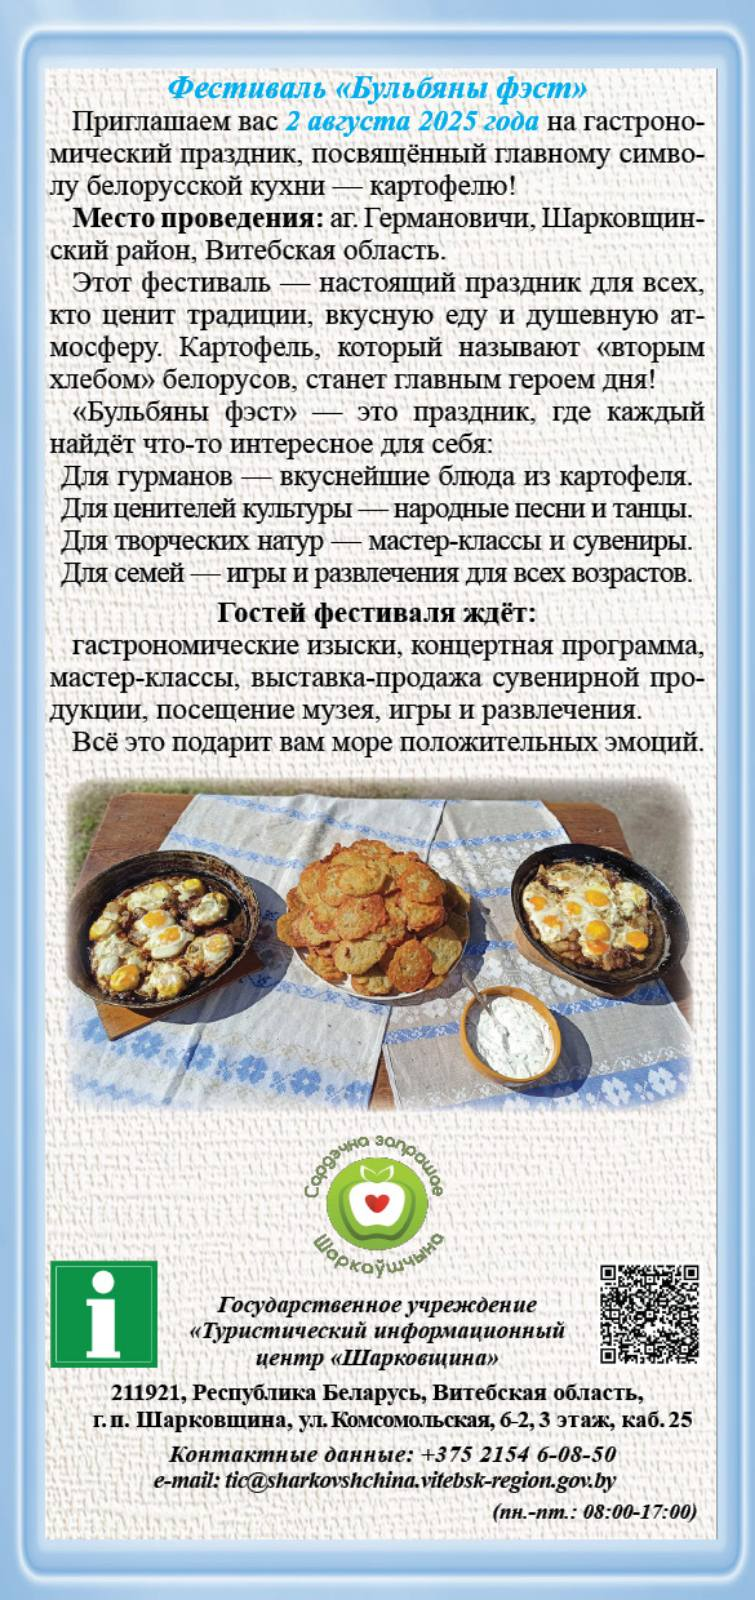 Фестиваль «Бульбяны фэст»
Приглашаем вас 2 августа 2025 года на гастроно-
мический праздник, посвящённый главному симво-
лу белорусской кухни — картофелю!
Место проведения: аг. Германовичи, Шарковщин-
ский район, Витебская область.
Этот фестиваль — настоящий праздник для всех,
кто ценит традиции, вкусную еду и душевную ат-
мосферу. Картофель, который называют «вторым
хлебом» белорусов, станет главным героем дня!
«Бульбяны фэст» — это праздник, где каждый
найдёт что-то интересное для себя:
Для гурманов — вкуснейшие блюда из картофеля.
Для ценителей культуры — народные песни и танцы.
Для творческих натур — мастер-классы и сувениры.
Для семей — игры и развлечения для всех возрастов.
Гостей фестиваля ждёт:
гастрономические изыски, концертная программа,
мастер-классы, выставка-продажа сувенирной про-
дукции, посещение музея, игры и развлечения.
Всё это подарит вам море положительных эмоций.
Сардэчна запрашае
Шаркаўшчына
i
Государственное учреждение
«Туристический информационный
центр «Шарковщина»
211921, Республика Беларусь, Витебская область,
г. п. Шарковщина, ул. Комсомольская, 6-2, 3 этаж, каб. 25
Контактные данные: +375 2154 6-08-50
e-mail: tic@sharkovshchina.vitebsk-region.gov.by
(пн.-пт.: 08:00-17:00)